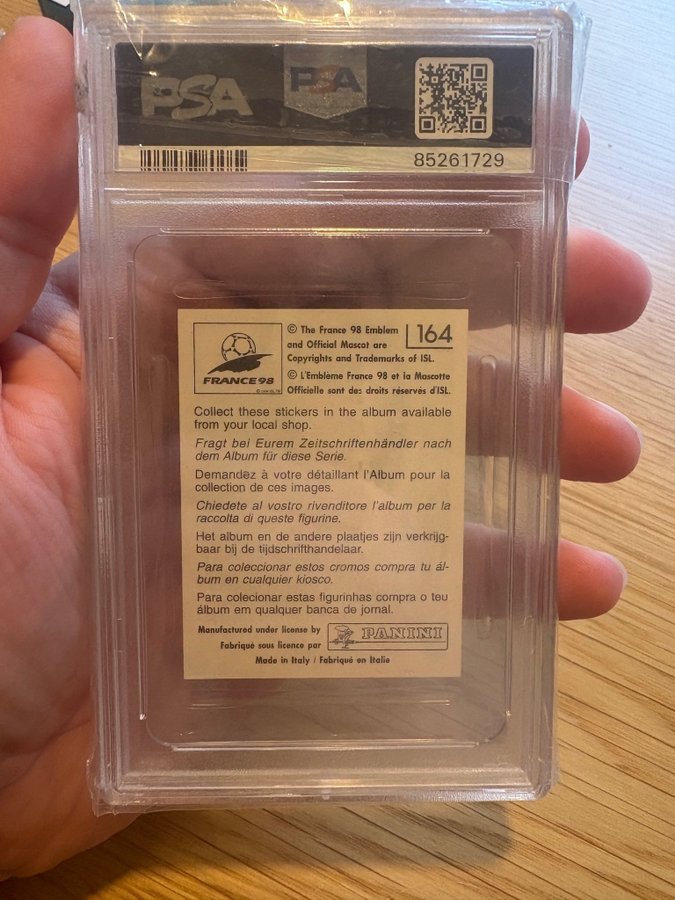 PSA
PSA
85261729
FRANCE 98
© The France 98 Emblem
and Official Mascot are
Copyrights and Trademarks of ISL.
© L'Emblème France 98 et la Mascotte
Officielle sont des droits réservés d'ISL.
164
Collect these stickers in the album available
from your local shop.
Fragt bei Eurem Zeitschriftenhändler nach
dem Album für diese Serie.
Demandez à votre détaillant l'Album pour la
collection de ces images.
Chiedete al vostro rivenditore l'album per la
raccolta di queste figurine.
Het album en de andere plaatjes zijn verkrijg-
baar bij de tijdschrifthandelaar.
Para coleccionar estos cromos compra tu ál-
bum en cualquier kiosco.
Para colecionar estas figurinhas compra o teu
álbum em qualquer banca de jornal.
Manufactured under license by
Fabriqué sous licence par
PANINI
Made in Italy / Fabriqué en Italie